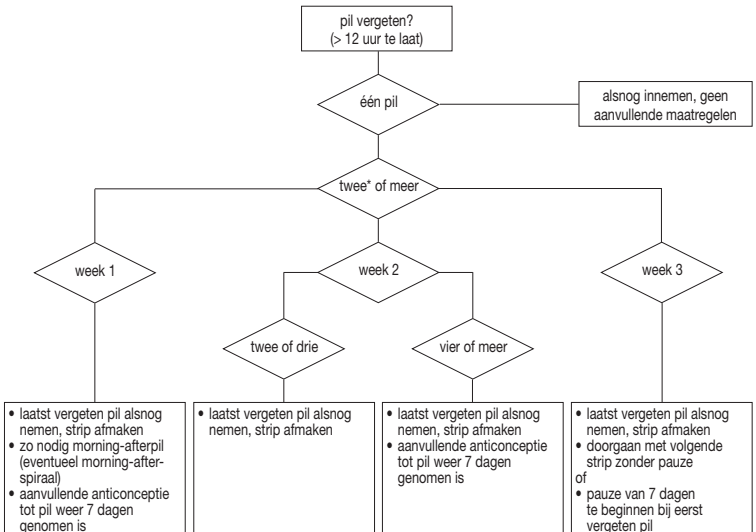 pil vergeten?
(> 12 uur te laat)
één pil
alsnog innemen, geen
aanvullende maatregelen
twee* of meer
week 1
week 2
week 3
twee of drie
vier of meer
• laatst vergeten pil alsnog
nemen, strip afmaken
• zo nodig morning-afterpil
(eventueel morning-after-
spiraal)
• aanvullende anticonceptie
tot pil weer 7 dagen
genomen is
• laatst vergeten pil alsnog
nemen, strip afmaken
• laatst vergeten pil alsnog
nemen, strip afmaken
• aanvullende anticonceptie
tot pil weer 7 dagen
genomen is
• laatst vergeten pil alsnog
nemen, strip afmaken
• doorgaan met volgende
strip zonder pauze
of
• pauze van 7 dagen
te beginnen bij eerst
vergeten pil